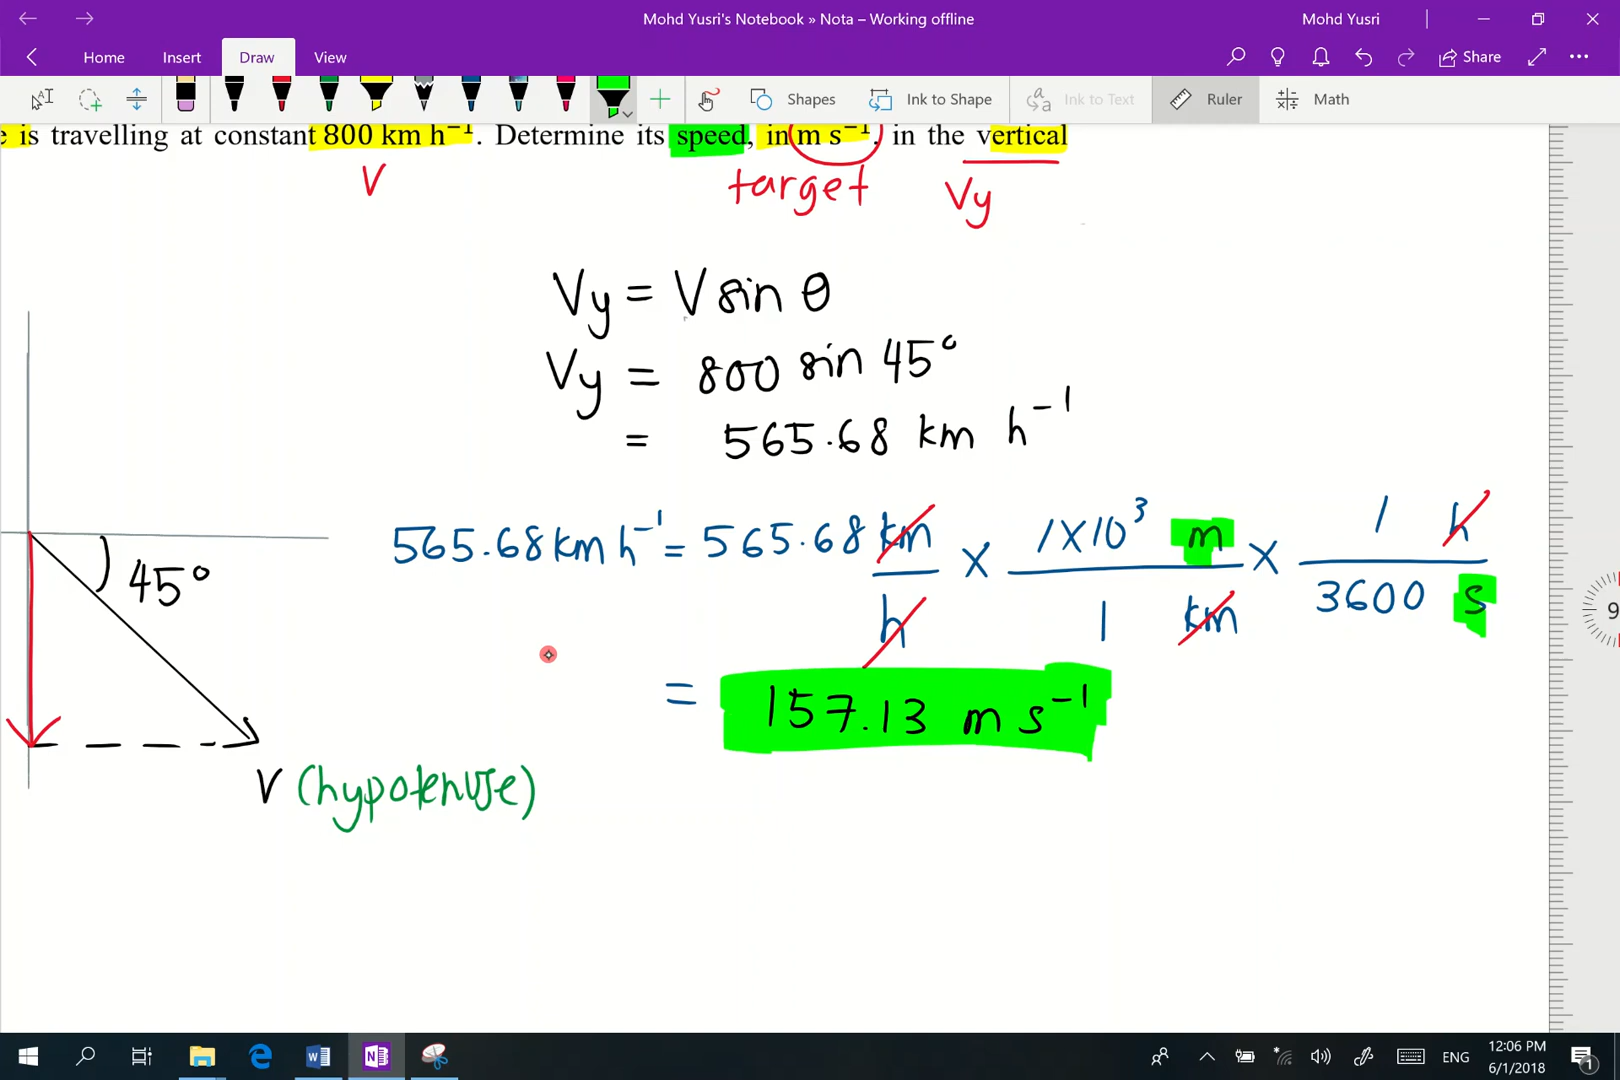 Mohd Yusri's Notebook » Nota – Working offline
Mohd Yusri
Home Insert Draw View
Share
Shapes Ink to Shape Ink to Text Ruler Math
e is travelling at constant 800 km h⁻¹. Determine its speed, in m s⁻¹. in the vertical
V target Vy
Vy = V sin θ
Vy = 800 sin 45°
= 565.68 km h⁻¹
565.68 km h⁻¹ = 565.68 km/h × 1×10³ m/1 km × 1 h/3600 s
45°
= 157.13 m s⁻¹
V (hypotenuse)
9
ENG
12:06 PM
6/1/2018
1